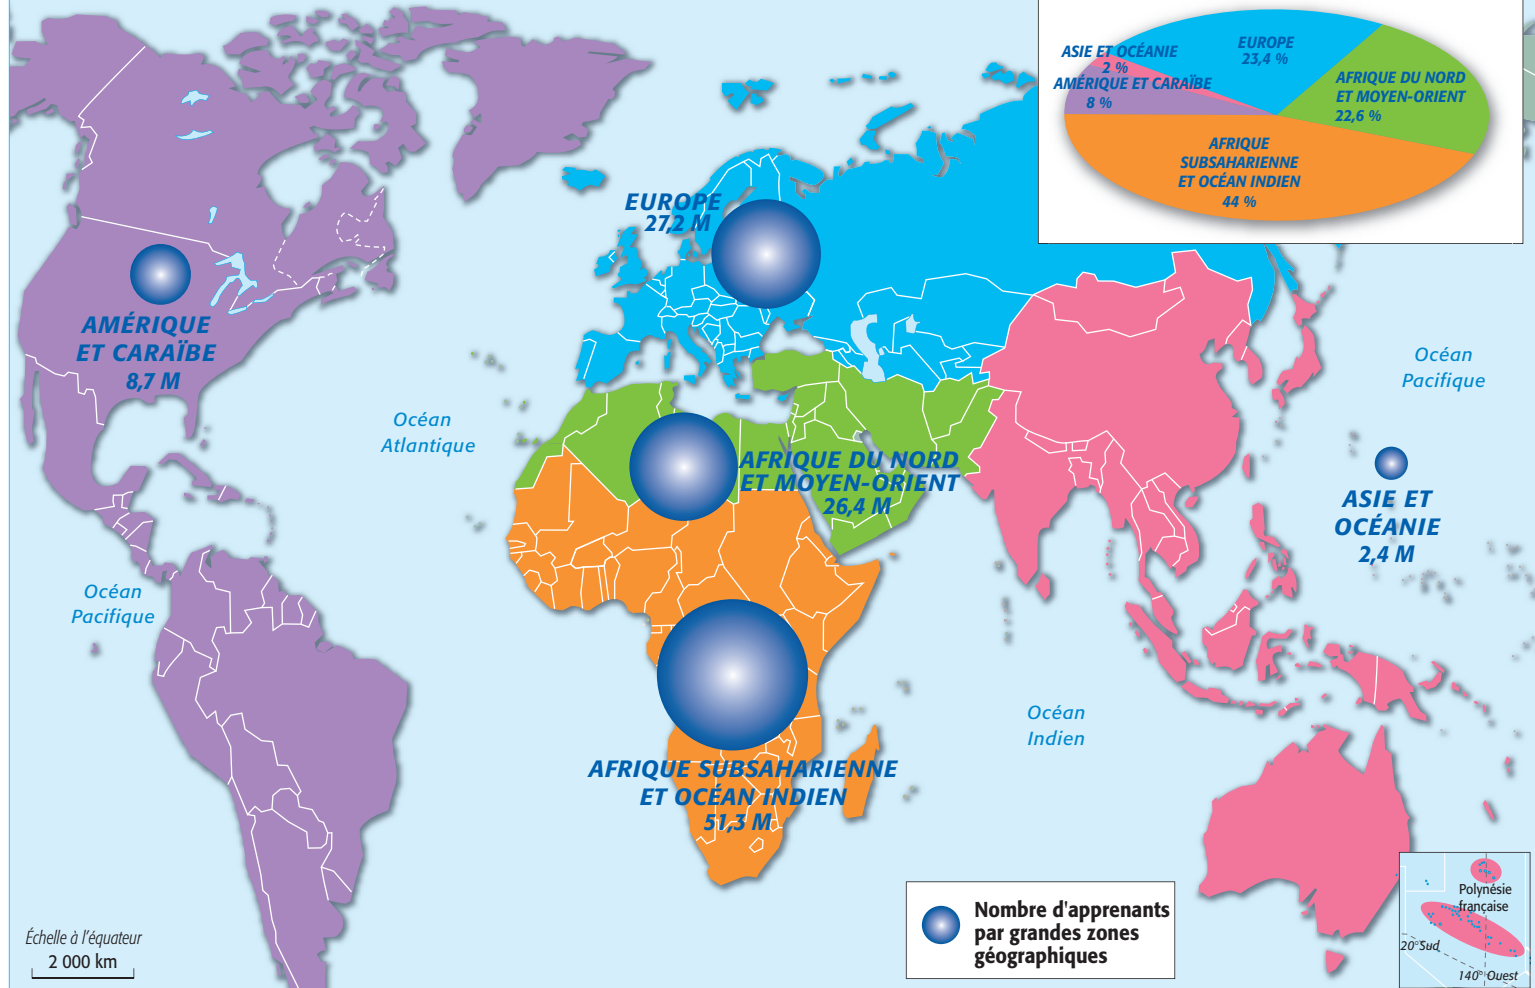 ASIE ET OCÉANIE
2 %
AMÉRIQUE ET CARAÏBE
8 %
EUROPE
23,4 %
AFRIQUE DU NORD
ET MOYEN-ORIENT
22,6 %
AFRIQUE
SUBSAHARIENNE
ET OCÉAN INDIEN
44 %
EUROPE
27,2 M
AMÉRIQUE
ET CARAÏBE
8,7 M
Océan
Atlantique
Océan
Pacifique
AFRIQUE DU NORD
ET MOYEN-ORIENT
26,4 M
ASIE ET
OCÉANIE
2,4 M
Océan
Pacifique
Océan
Indien
AFRIQUE SUBSAHARIENNE
ET OCÉAN INDIEN
51,3 M
Nombre d'apprenants
par grandes zones
géographiques
Échelle à l'équateur
2 000 km
Polynésie
française
20°Sud
140° Ouest